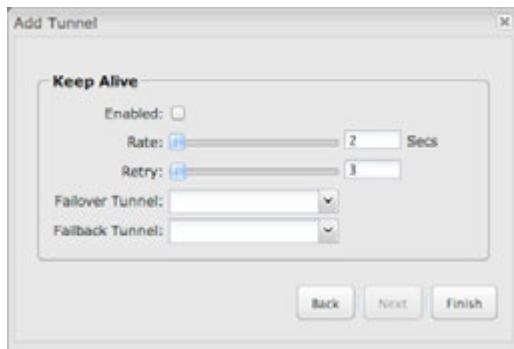 Add Tunnel
Keep Alive
Enabled:
Rate: 2 Secs
Retry: 3
Failover Tunnel:
Failback Tunnel:
Back Next Finish